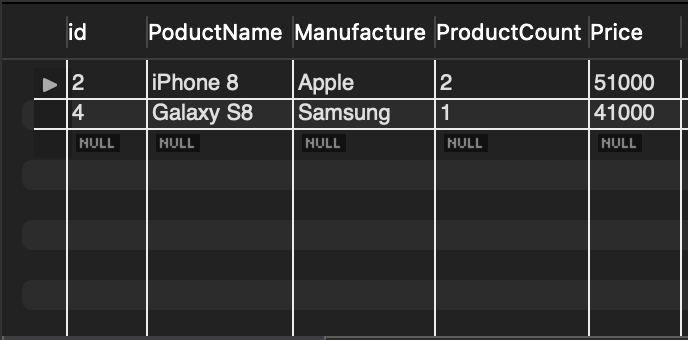 id PoductName Manufacture ProductCount Price
2 iPhone 8 Apple 2 51000
4 Galaxy S8 Samsung 1 41000
NULL NULL NULL NULL NULL